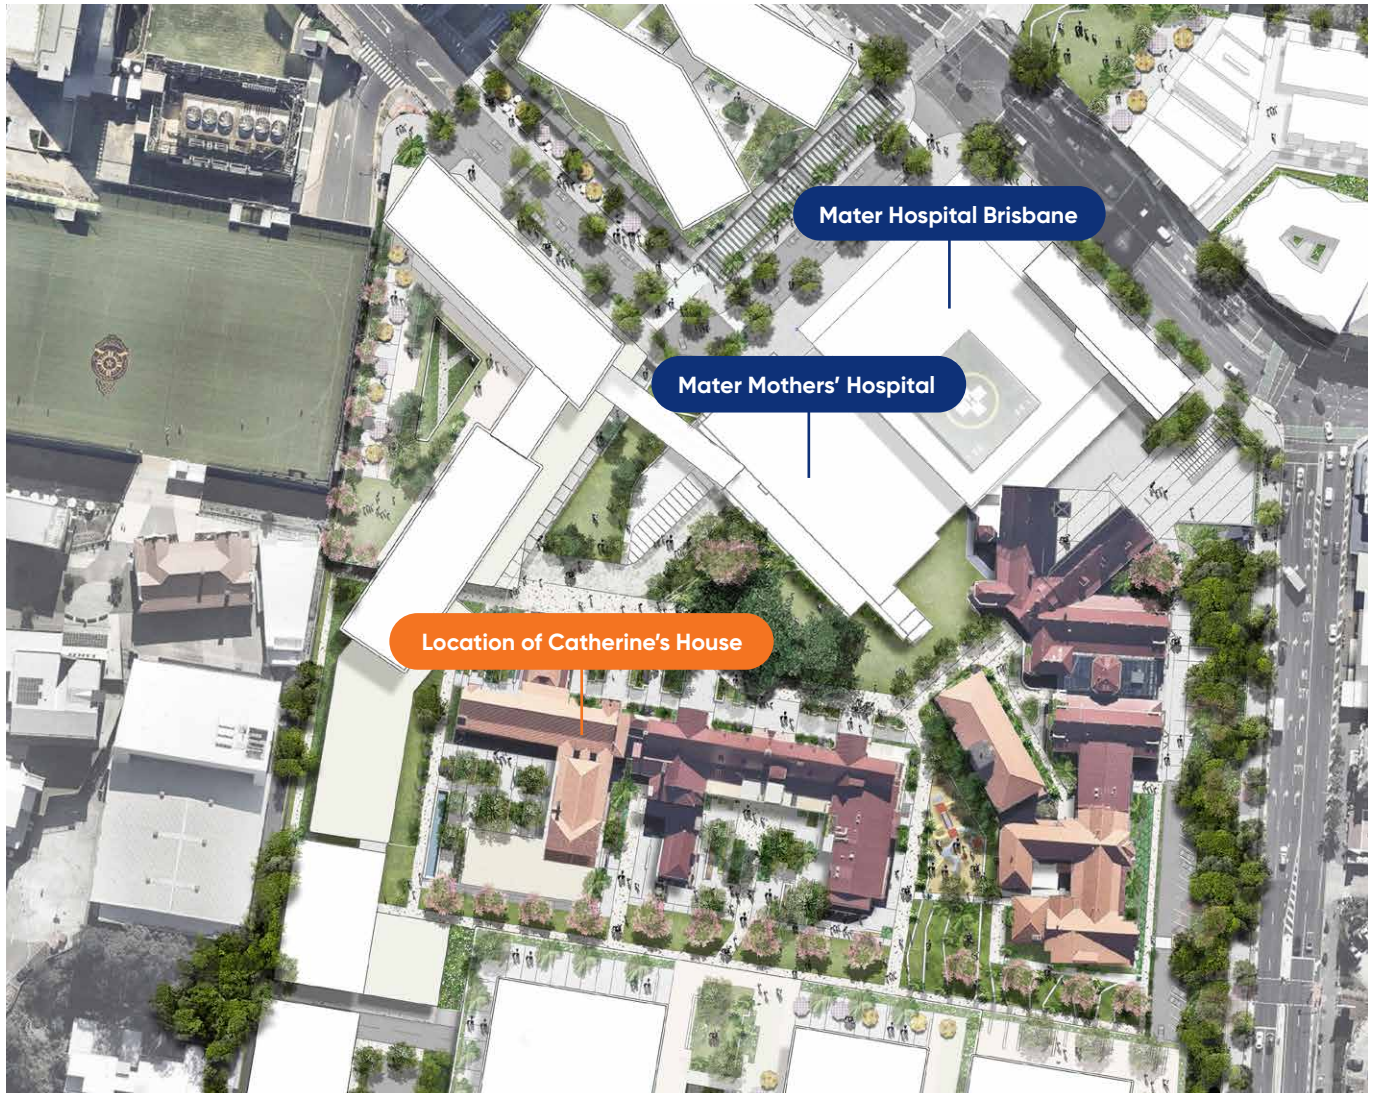 Mater Hospital Brisbane
Mater Mothers’ Hospital
Location of Catherine’s House